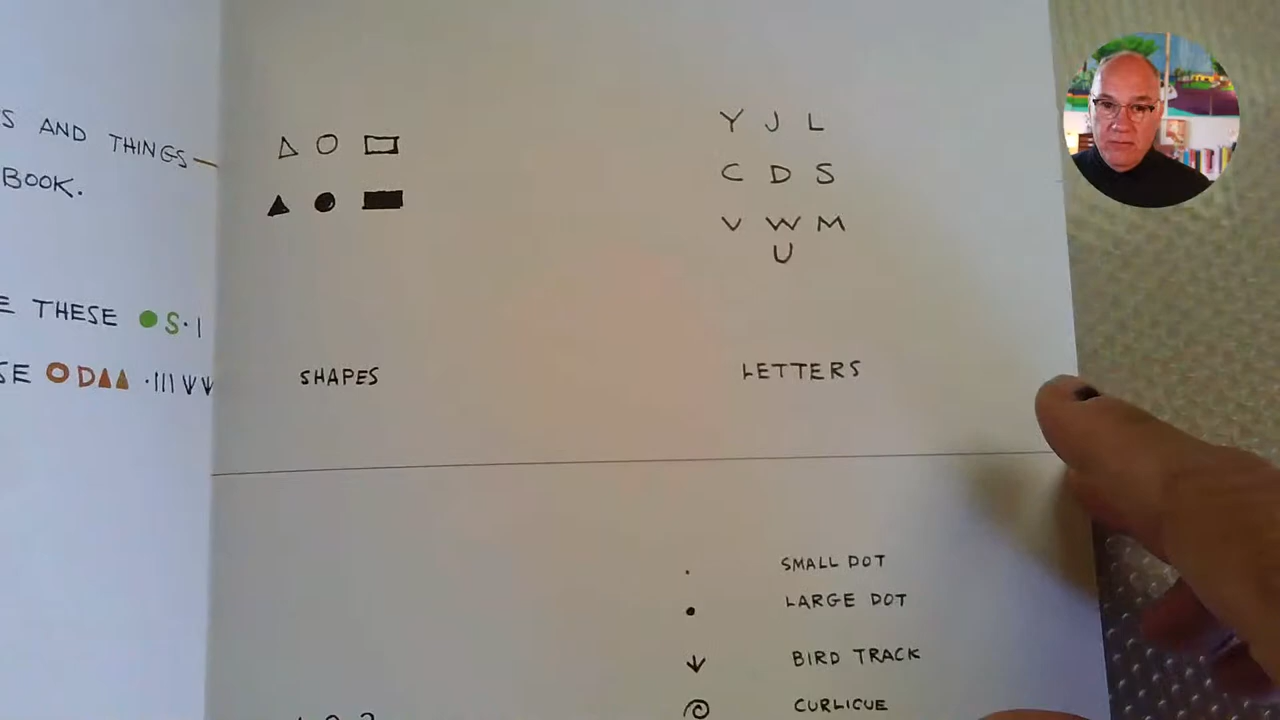 S AND THINGS—
BOOK.
E THESE S. I
SE D
Y J L
C D S
V W M
U
SHAPES
LETTERS
SMALL DOT
LARGE DOT
BIRD TRACK
CURLICUE